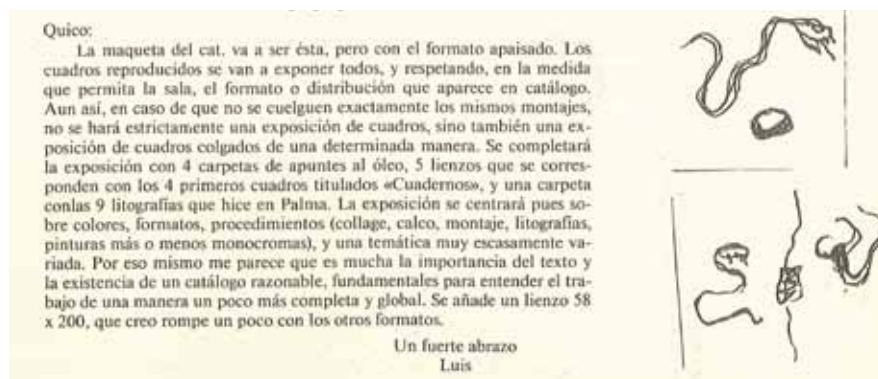 Quico:
La maqueta del cat. va a ser ésta, pero con el formato apaisado. Los
cuadros reproducidos se van a exponer todos, y respetando, en la medida
que permita la sala, el formato o distribución que aparece en catálogo.
Aun así, en caso de que no se cuelguen exactamente los mismos montajes,
no se hará estrictamente una exposición de cuadros, sino también una ex-
posición de cuadros colgados de una determinada manera. Se completará
la exposición con 4 carpetas de apuntes al óleo, 5 lienzos que se corres-
ponden con los 4 primeros cuadros titulados «Cuadernos», y una carpeta
conlas 9 litografías que hice en Palma. La exposición se centrará pues so-
bre colores, formatos, procedimientos (collage, calco, montaje, litografías,
pinturas más o menos monocromas), y una temática muy escasamente va-
riada. Por eso mismo me parece que es mucha la importancia del texto y
la existencia de un catálogo razonable, fundamentales para entender el tra-
bajo de una manera un poco más completa y global. Se añade un lienzo 58
x 200, que creo rompe un poco con los otros formatos.
Un fuerte abrazo
Luis